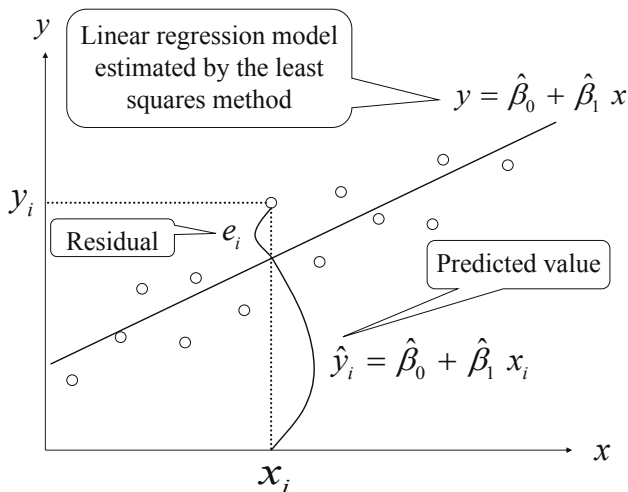 y
Linear regression model
estimated by the least
squares method
y = β̂₀ + β̂₁ x
yᵢ
Residual
eᵢ
Predicted value
ŷᵢ = β̂₀ + β̂₁ xᵢ
x
xᵢ